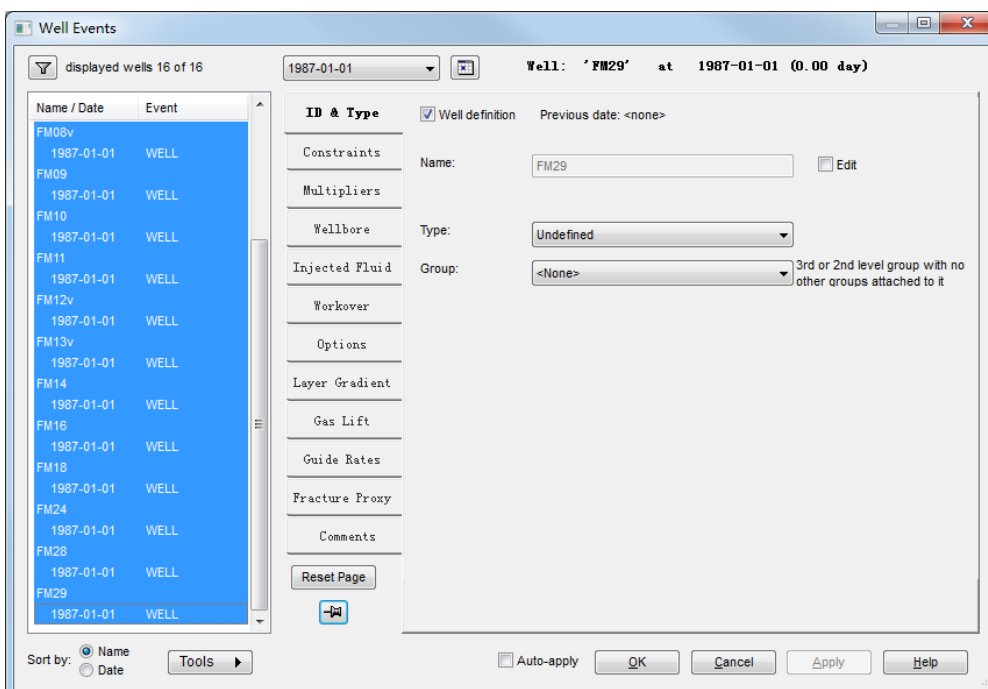 Well Events
displayed wells 16 of 16
1987-01-01
Well: 'FM29' at 1987-01-01 (0.00 day)
Name / Date Event
FM08v
1987-01-01 WELL
FM09
1987-01-01 WELL
FM10
1987-01-01 WELL
FM11
1987-01-01 WELL
FM12v
1987-01-01 WELL
FM13v
1987-01-01 WELL
FM14
1987-01-01 WELL
FM16
1987-01-01 WELL
FM18
1987-01-01 WELL
FM24
1987-01-01 WELL
FM28
1987-01-01 WELL
FM29
1987-01-01 WELL
ID & Type
Constraints
Multipliers
Wellbore
Injected Fluid
Workover
Options
Layer Gradient
Gas Lift
Guide Rates
Fracture Proxy
Comments
Reset Page
Well definition Previous date: <none>
Name: FM29 Edit
Type: Undefined
Group: <None> 3rd or 2nd level group with no
other groups attached to it
Sort by: Name
Date
Tools
Auto-apply OK Cancel Apply Help